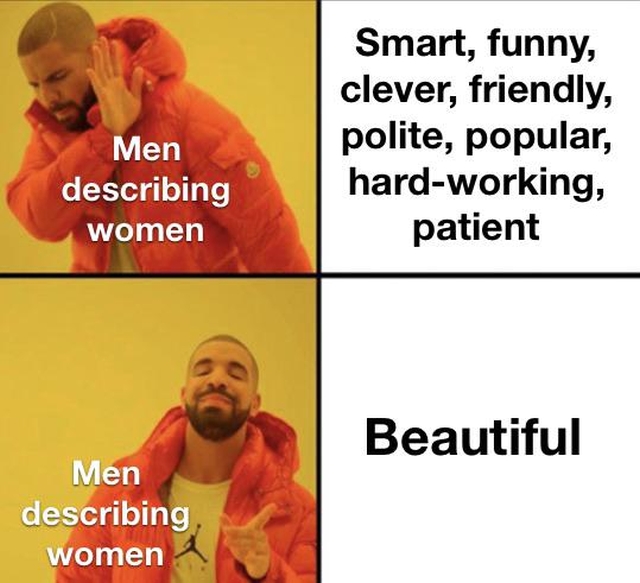 Men
describing
women
Smart, funny,
clever, friendly,
polite, popular,
hard-working,
patient
Men
describing
women
Beautiful